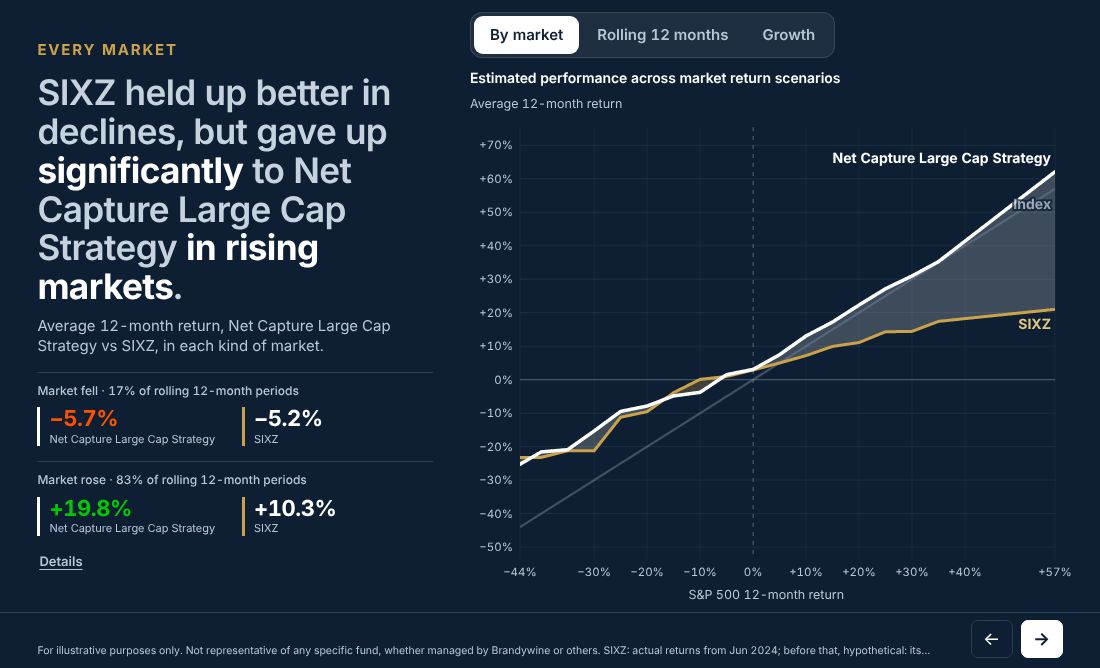 EVERY MARKET
SIXZ held up better in
declines, but gave up
significantly to Net
Capture Large Cap
Strategy in rising
markets.
Average 12-month return, Net Capture Large Cap
Strategy vs SIXZ, in each kind of market.
Market fell · 17% of rolling 12-month periods
−5.7%
Net Capture Large Cap Strategy
−5.2%
SIXZ
Market rose · 83% of rolling 12-month periods
+19.8%
Net Capture Large Cap Strategy
+10.3%
SIXZ
Details
By market
Rolling 12 months
Growth
Estimated performance across market return scenarios
Average 12-month return
+70%
+60%
+50%
+40%
+30%
+20%
+10%
0%
−10%
−20%
−30%
−40%
−50%
Net Capture Large Cap Strategy
Index
SIXZ
−44%
−30%
−20%
−10%
0%
+10%
+20%
+30%
+40%
+57%
S&P 500 12-month return
For illustrative purposes only. Not representative of any specific fund, whether managed by Brandywine or others. SIXZ: actual returns from Jun 2024; before that, hypothetical: its…